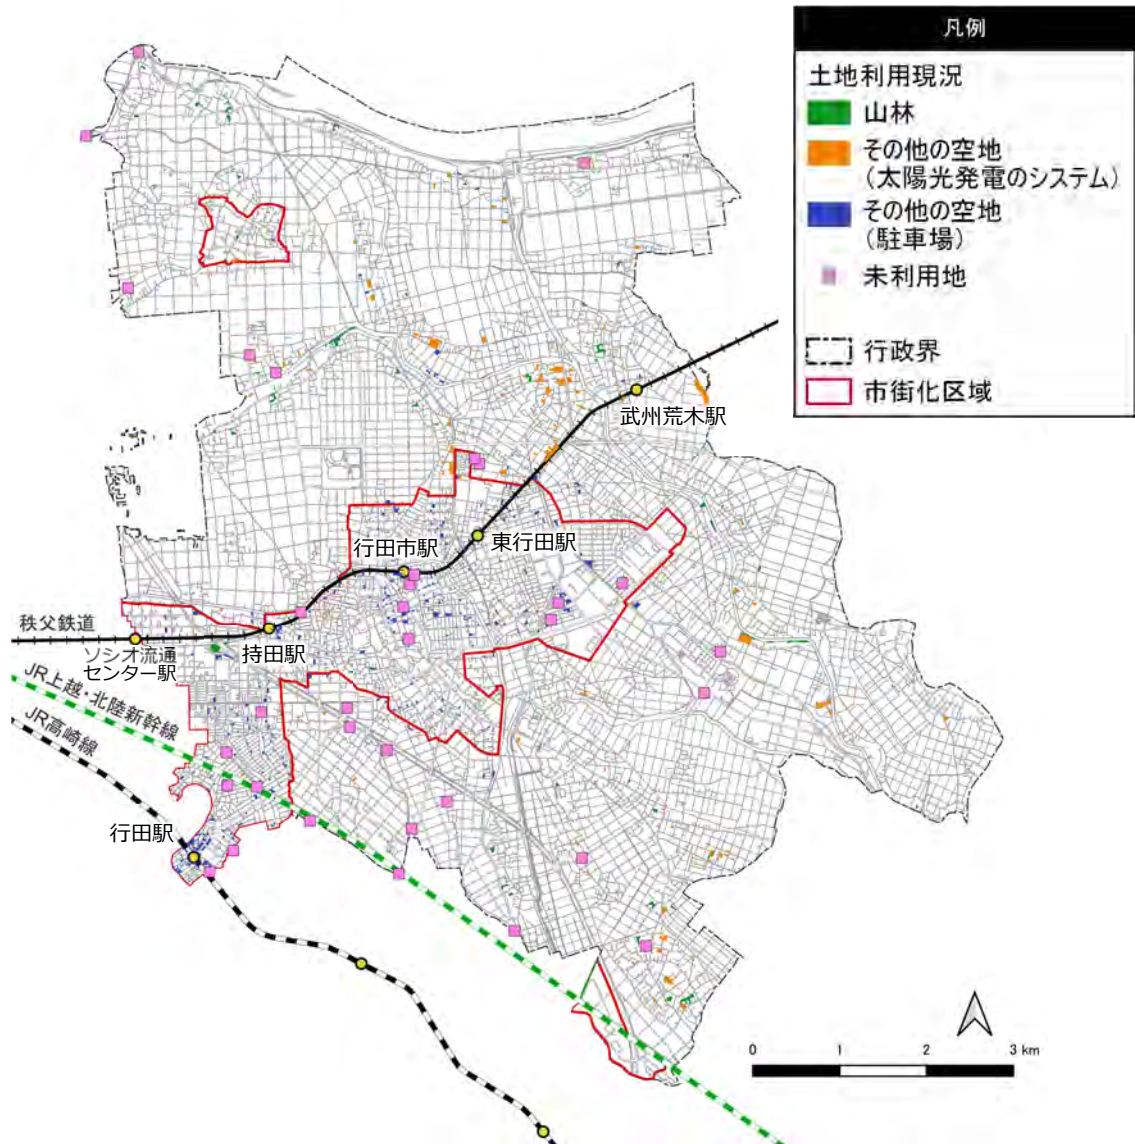 凡例
土地利用現況
山林
その他の空地
（太陽光発電のシステム）
その他の空地
（駐車場）
未利用地
行政界
市街化区域
武州荒木駅
東行田駅
行田市駅
秩父鉄道
ソシオ流通
センター駅
持田駅
JR上越・北陸新幹線
JR高崎線
行田駅
0 1 2 3 km